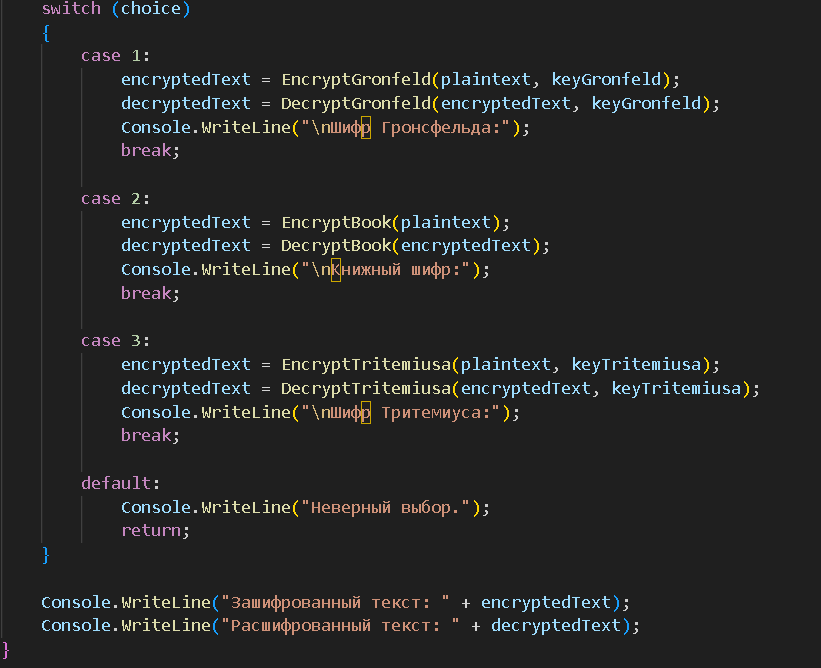 switch (choice)
{
case 1:
encryptedText = EncryptGronfeld(plaintext, keyGronfeld);
decryptedText = DecryptGronfeld(encryptedText, keyGronfeld);
Console.WriteLine("\nШифр Гронсфельда:");
break;
case 2:
encryptedText = EncryptBook(plaintext);
decryptedText = DecryptBook(encryptedText);
Console.WriteLine("\nКнижный шифр:");
break;
case 3:
encryptedText = EncryptTritemiusa(plaintext, keyTritemiusa);
decryptedText = DecryptTritemiusa(encryptedText, keyTritemiusa);
Console.WriteLine("\nШифр Тритемиуса:");
break;
default:
Console.WriteLine("Неверный выбор.");
return;
}
Console.WriteLine("Зашифрованный текст: " + encryptedText);
Console.WriteLine("Расшифрованный текст: " + decryptedText);
}